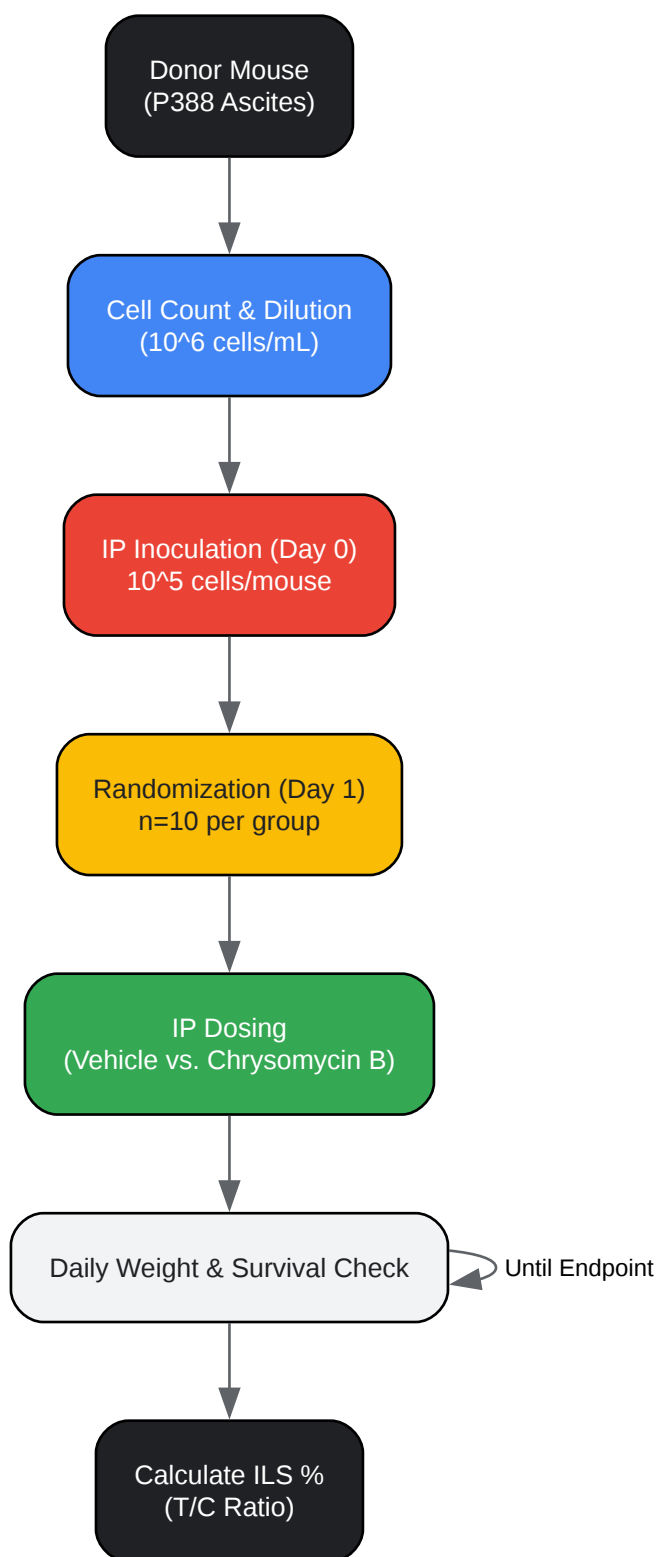 Donor Mouse
(P388 Ascites)
Cell Count & Dilution
(10^6 cells/mL)
IP Inoculation (Day 0)
10^5 cells/mouse
Randomization (Day 1)
n=10 per group
IP Dosing
(Vehicle vs. Chrysomycin B)
Daily Weight & Survival Check
Until Endpoint
Calculate ILS %
(T/C Ratio)